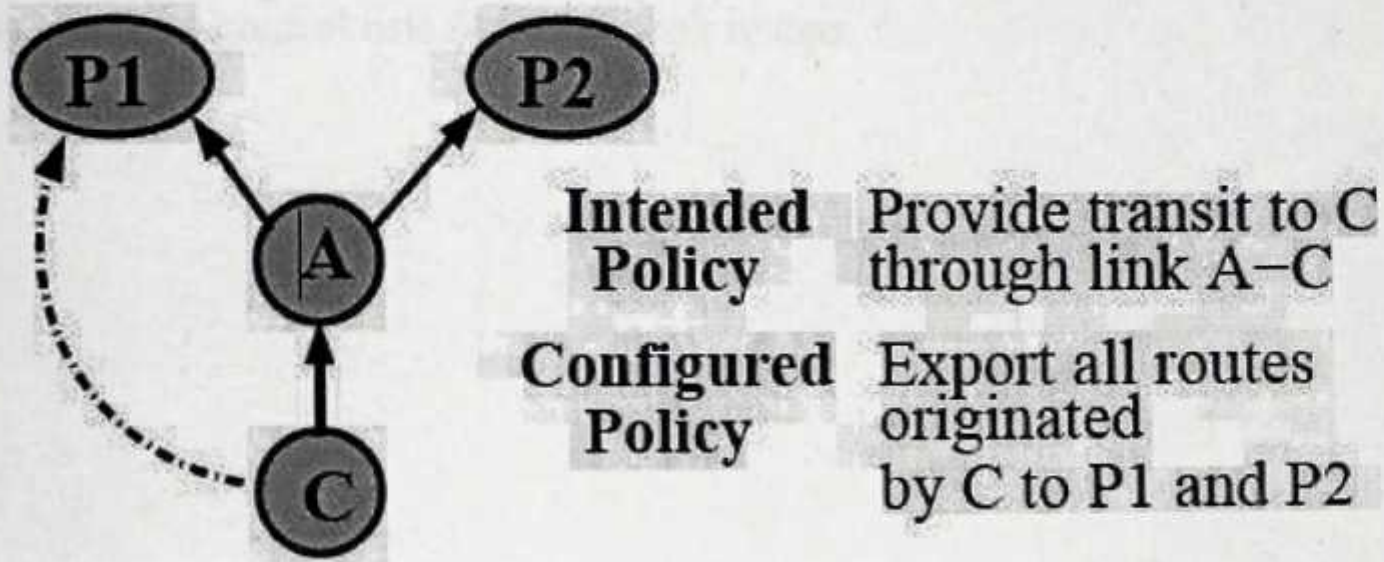 P1
P2
A
C
Intended Policy
Provide transit to C
through link A–C
Configured Policy
Export all routes
originated
by C to P1 and P2